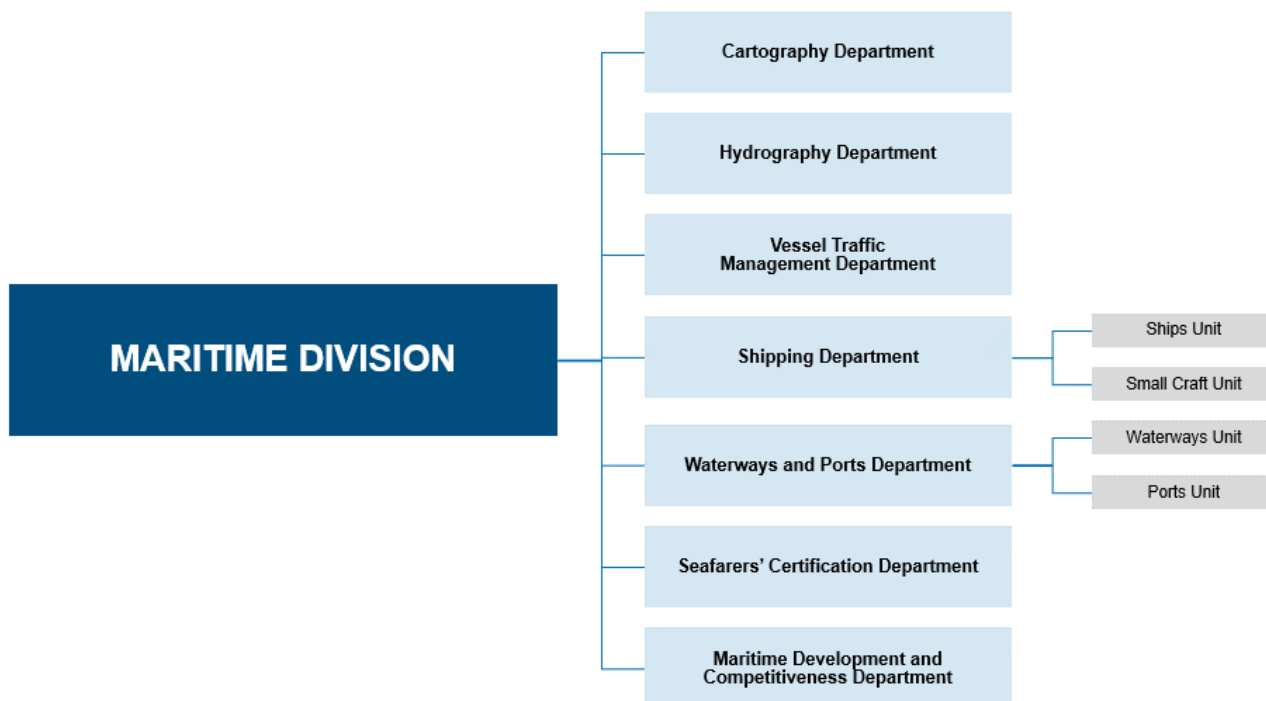 Cartography Department
Hydrography Department
Vessel Traffic
Management Department
MARITIME DIVISION
Shipping Department
Ships Unit
Small Craft Unit
Waterways and Ports Department
Waterways Unit
Ports Unit
Seafarers’ Certification Department
Maritime Development and
Competitiveness Department